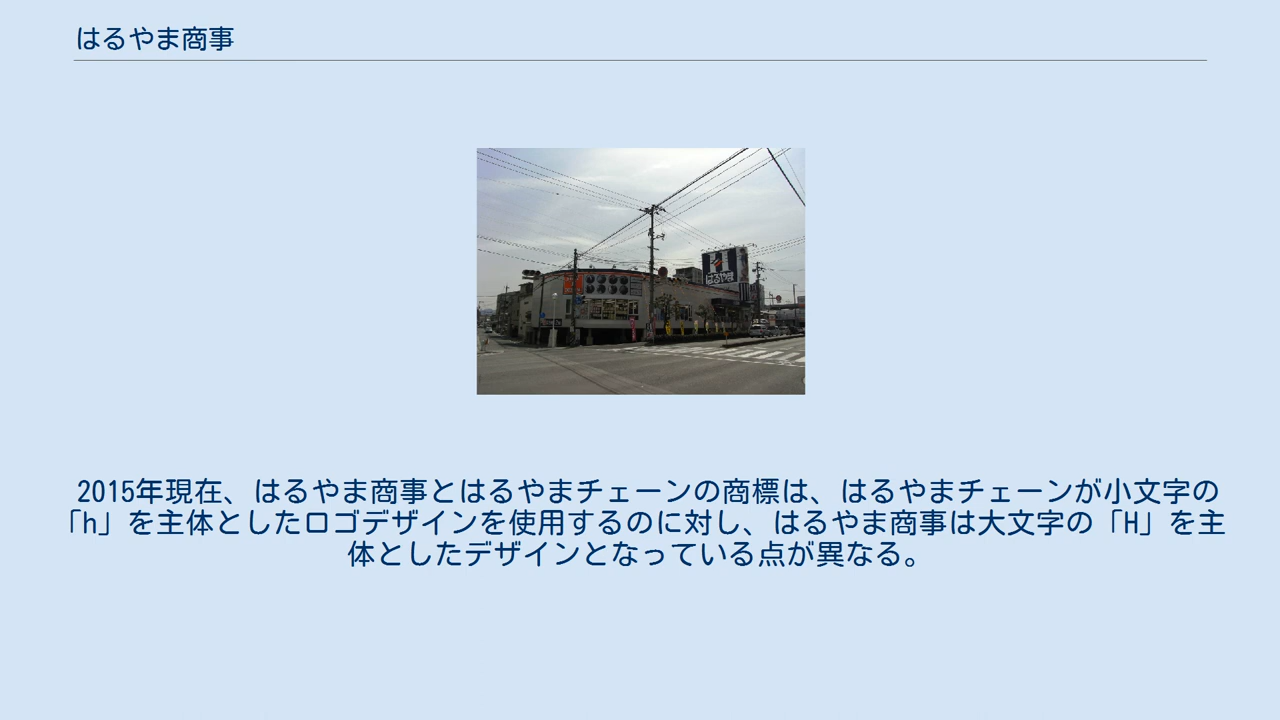 はるやま商事
H
はるやま
2015年現在、はるやま商事とはるやまチェーンの商標は、はるやまチェーンが小文字の
「h」を主体としたロゴデザインを使用するのに対し、はるやま商事は大文字の「H」を主
体としたデザインとなっている点が異なる。